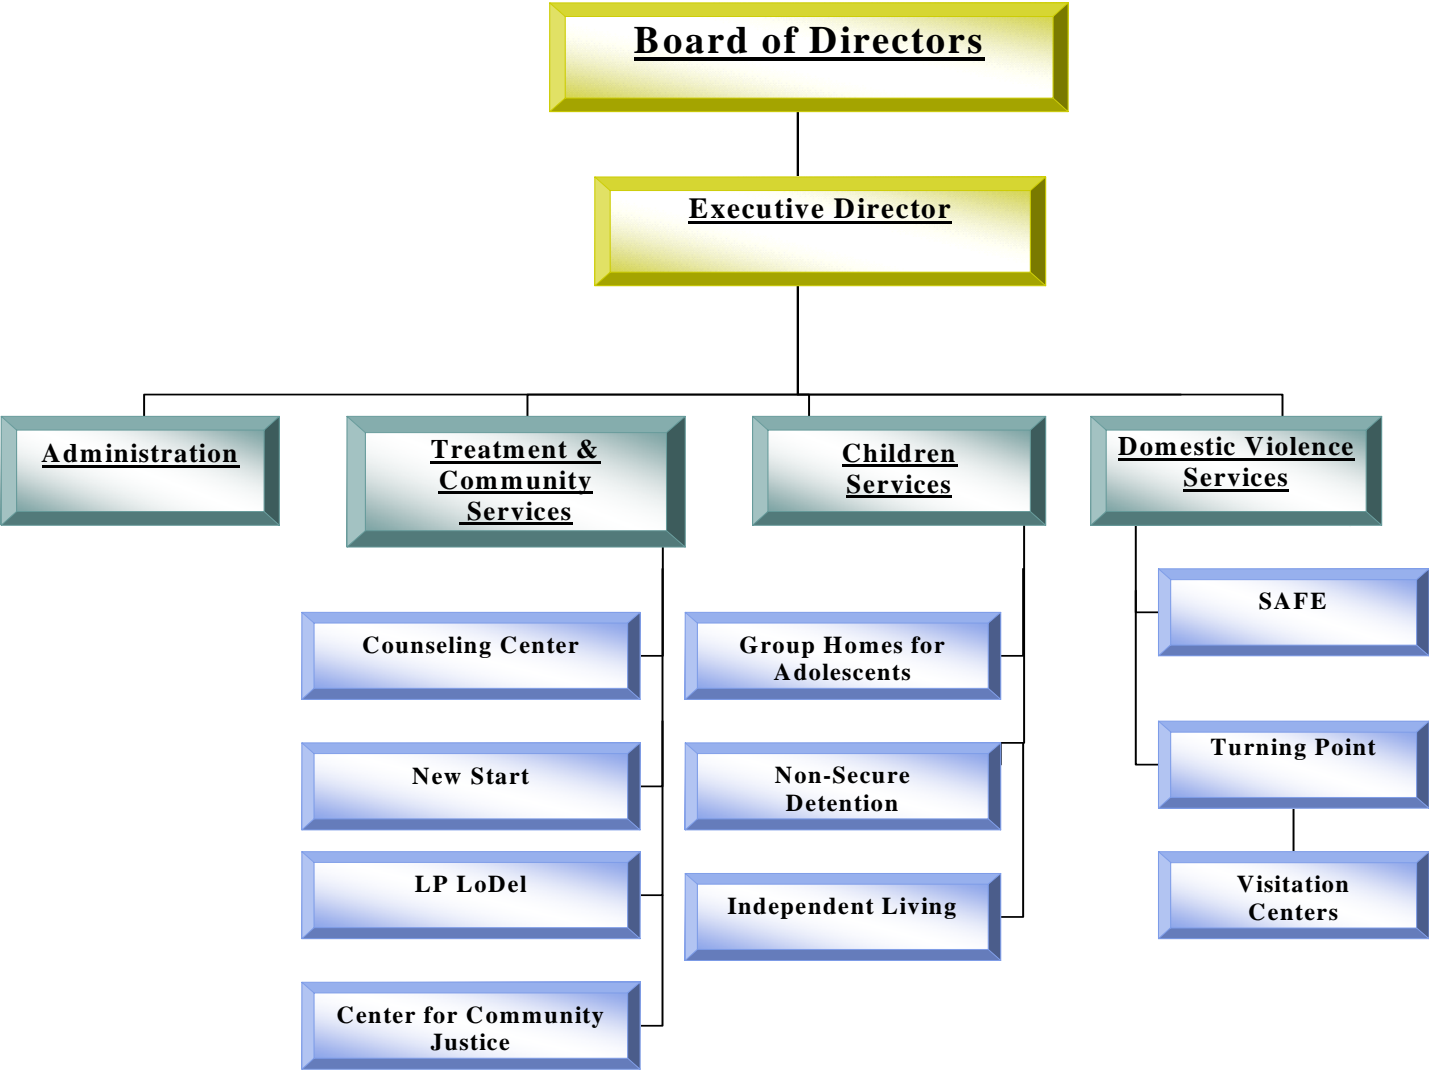 Board of Directors
Executive Director
Administration
Treatment &
Community
Services
Children
Services
Domestic Violence
Services
Counseling Center
New Start
LP LoDel
Center for Community
Justice
Group Homes for
Adolescents
Non-Secure
Detention
Independent Living
SAFE
Turning Point
Visitation
Centers